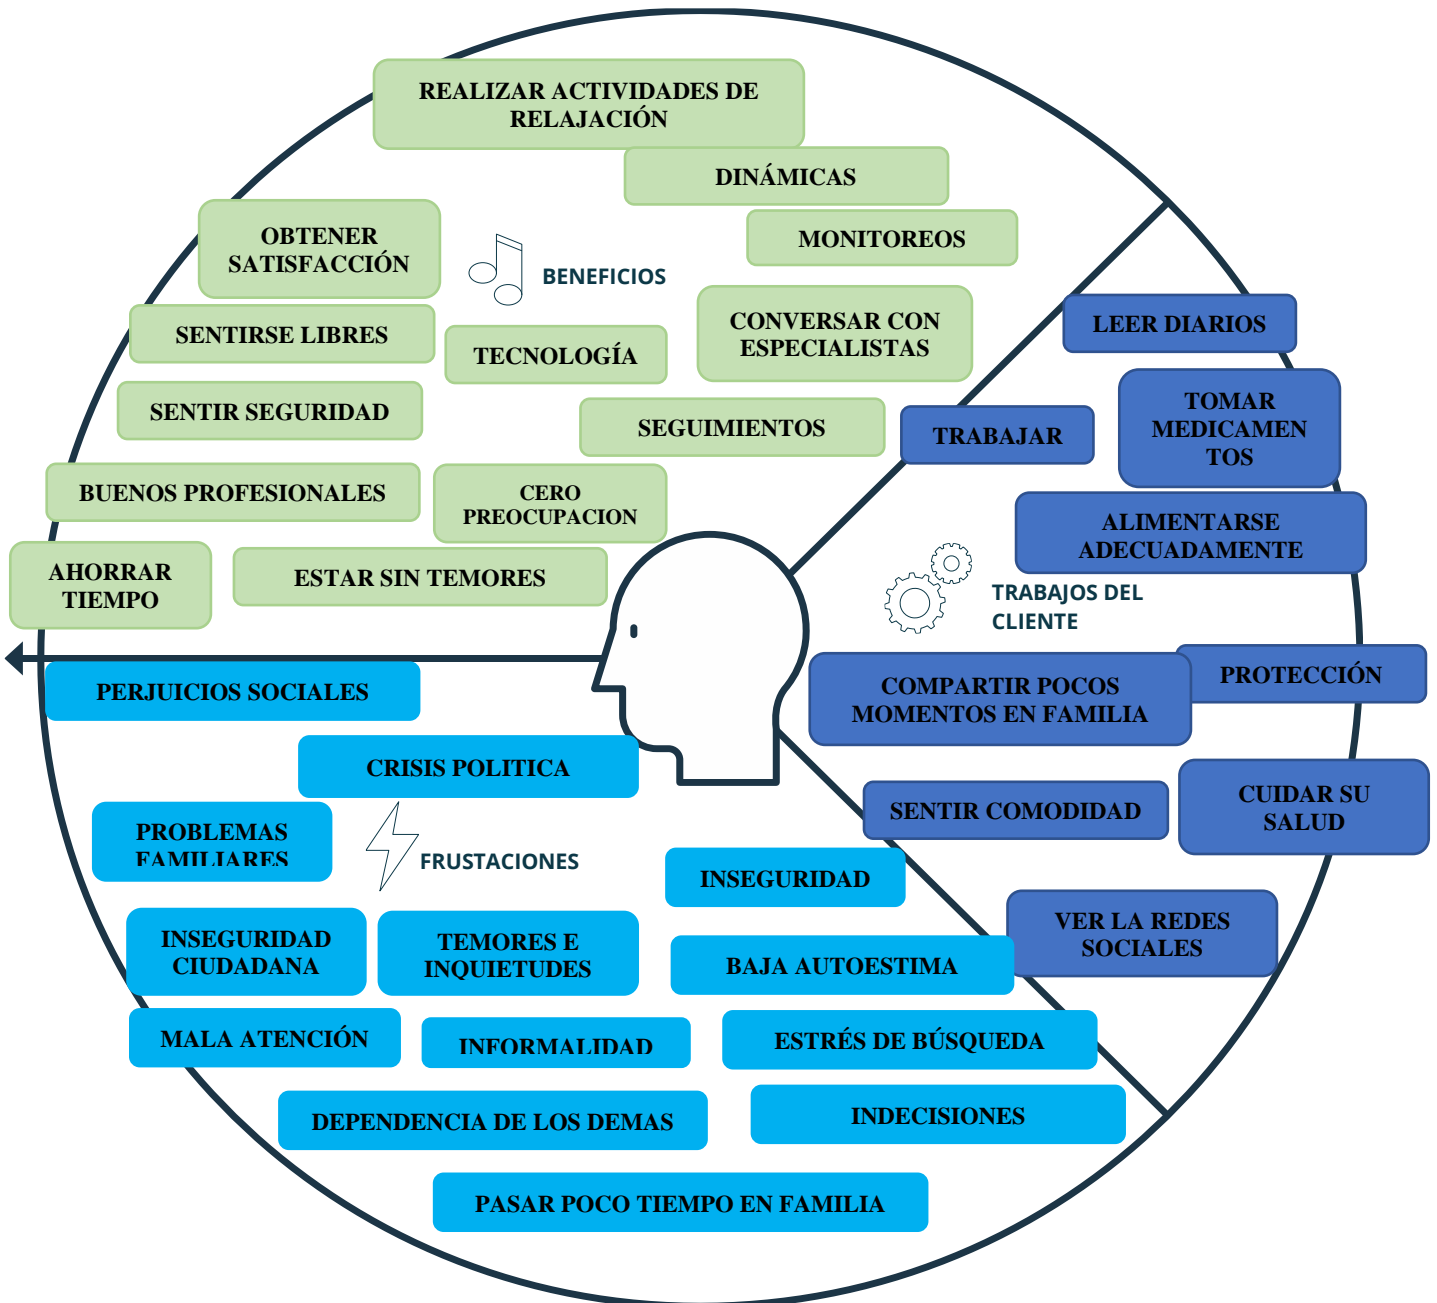 REALIZAR ACTIVIDADES DE
RELAJACIÓN
DINÁMICAS
MONITOREOS
OBTENER
SATISFACCIÓN
BENEFICIOS
SENTIRSE LIBRES
TECNOLOGÍA
CONVERSAR CON
ESPECIALISTAS
SENTIR SEGURIDAD
SEGUIMIENTOS
BUENOS PROFESIONALES
CERO
PREOCUPACION
AHORRAR
TIEMPO
ESTAR SIN TEMORES
LEER DIARIOS
TRABAJAR
TOMAR
MEDICAMEN
TOS
ALIMENTARSE
ADECUADAMENTE
TRABAJOS DEL
CLIENTE
COMPARTIR POCOS
MOMENTOS EN FAMILIA
PROTECCIÓN
SENTIR COMODIDAD
CUIDAR SU
SALUD
VER LA REDES
SOCIALES
PERJUICIOS SOCIALES
CRISIS POLITICA
PROBLEMAS
FAMILIARES
FRUSTACIONES
INSEGURIDAD
INSEGURIDAD
CIUDADANA
TEMORES E
INQUIETUDES
BAJA AUTOESTIMA
MALA ATENCIÓN
INFORMALIDAD
ESTRÉS DE BÚSQUEDA
DEPENDENCIA DE LOS DEMAS
INDECISIONES
PASAR POCO TIEMPO EN FAMILIA